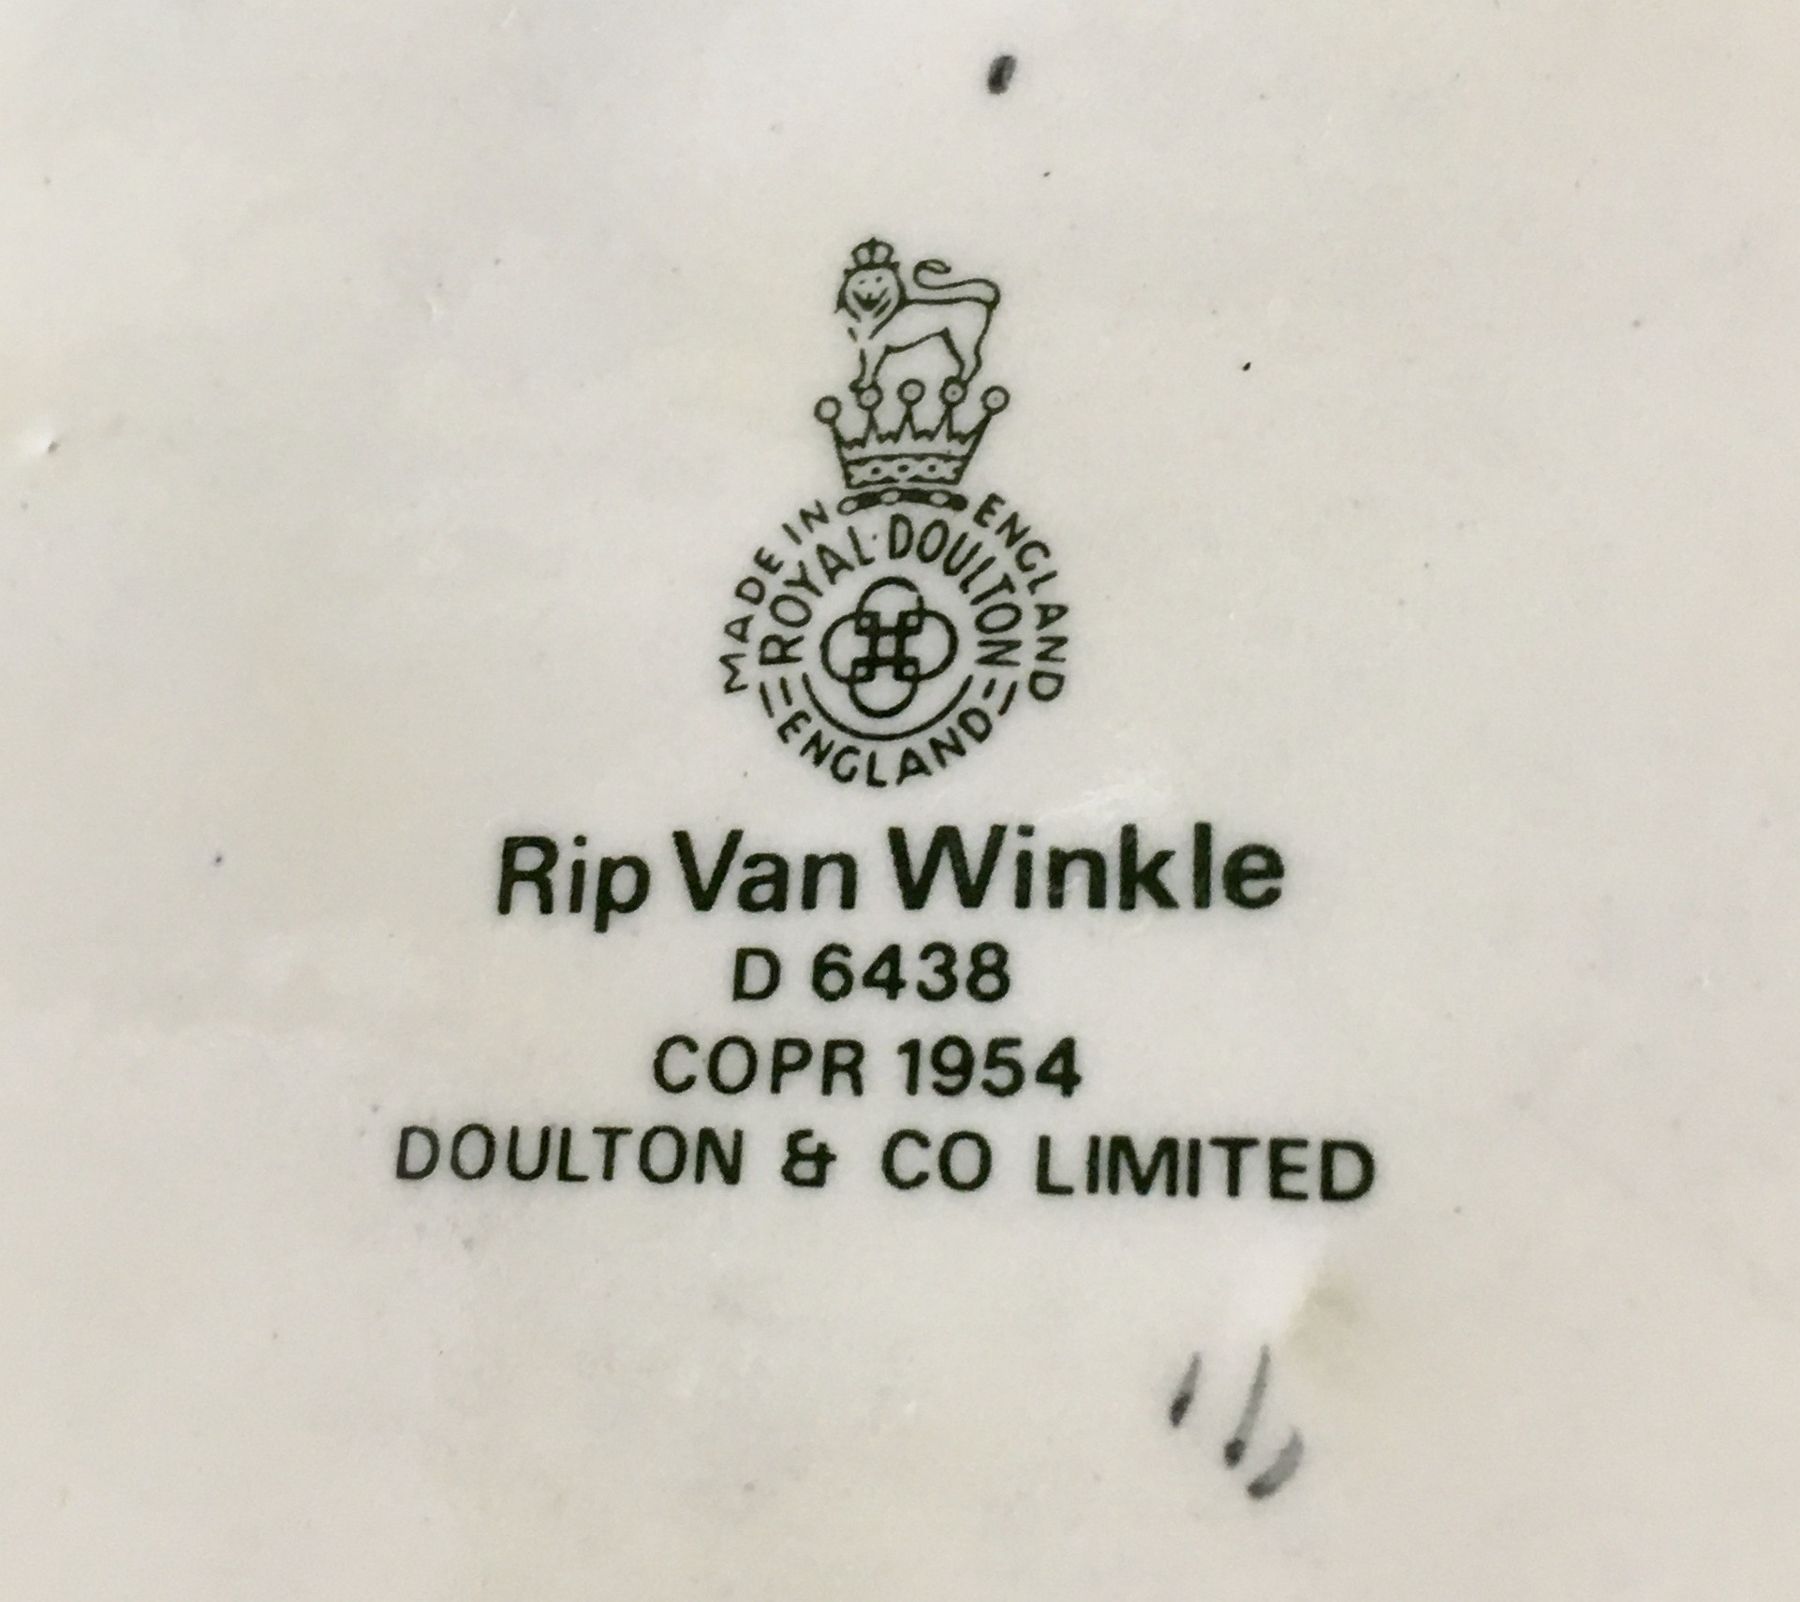 MADE IN ENGLAND
ROYAL DOULTON
ENGLAND
Rip Van Winkle
D 6438
COPR 1954
DOULTON & CO LIMITED